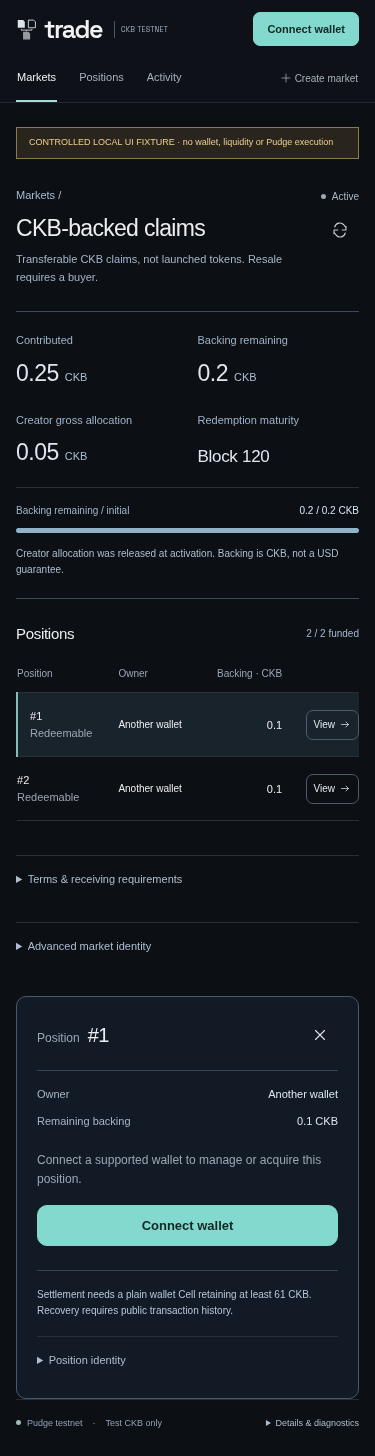 trade
CKB TESTNET
Connect wallet
Markets
Positions
Activity
Create market
CONTROLLED LOCAL UI FIXTURE · no wallet, liquidity or Pudge execution
Markets /
Active
CKB-backed claims
Transferable CKB claims, not launched tokens. Resale
requires a buyer.
Contributed
Backing remaining
0.25 CKB
0.2 CKB
Creator gross allocation
Redemption maturity
0.05 CKB
Block 120
Backing remaining / initial
0.2 / 0.2 CKB
Creator allocation was released at activation. Backing is CKB, not a USD
guarantee.
Positions
2 / 2 funded
Position
Owner
Backing · CKB
#1
Redeemable
Another wallet
0.1
View →
#2
Redeemable
Another wallet
0.1
View →
Terms & receiving requirements
Advanced market identity
Position #1
Owner
Another wallet
Remaining backing
0.1 CKB
Connect a supported wallet to manage or acquire this
position.
Connect wallet
Settlement needs a plain wallet Cell retaining at least 61 CKB.
Recovery requires public transaction history.
Position identity
Pudge testnet · Test CKB only
Details & diagnostics